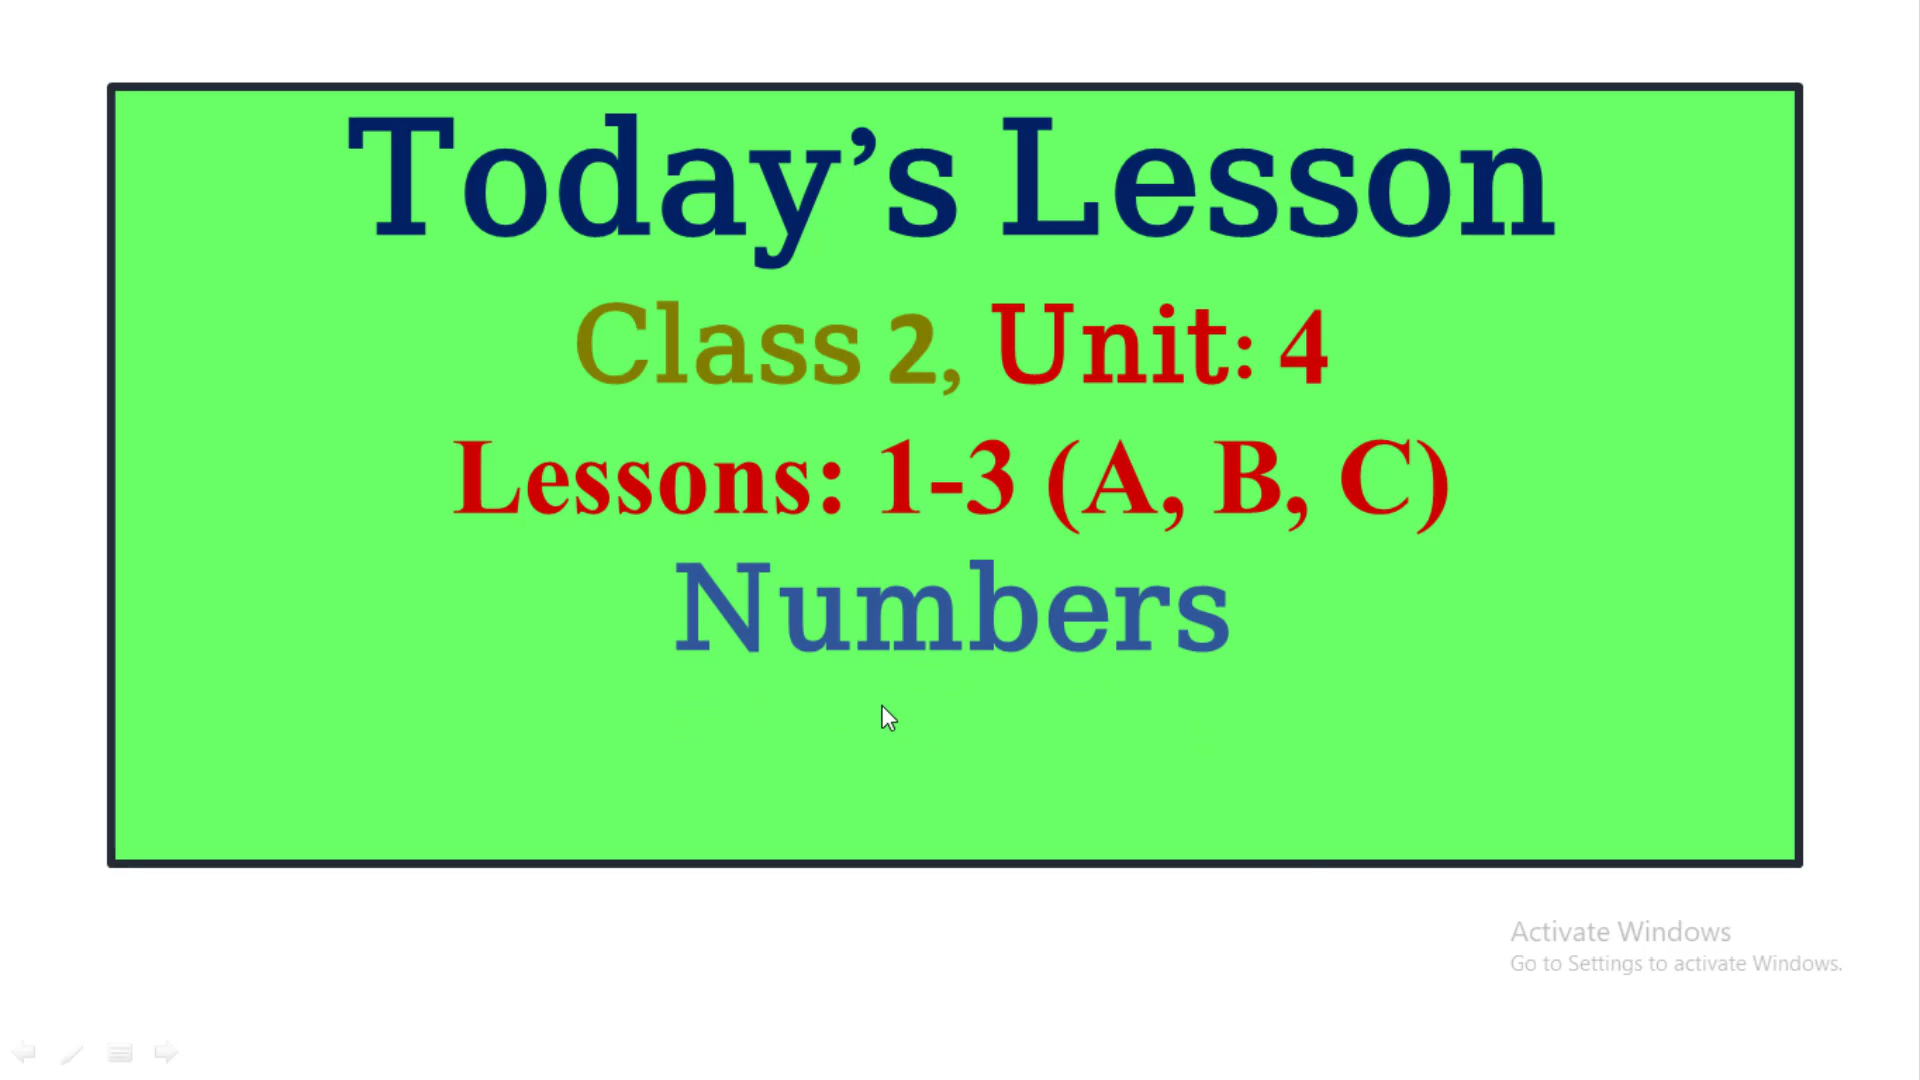 Today’s Lesson
Class 2, Unit: 4
Lessons: 1-3 (A, B, C)
Numbers
Activate Windows
Go to Settings to activate Windows.